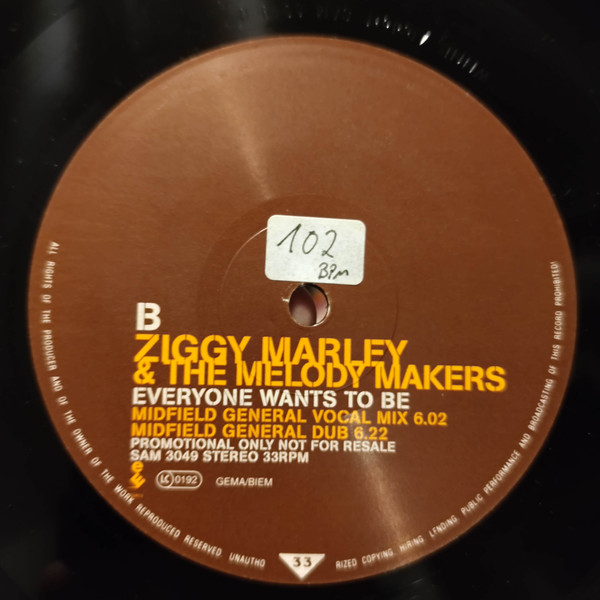 102
BPM
B
ZIGGY MARLEY
& THE MELODY MAKERS
EVERYONE WANTS TO BE
MIDFIELD GENERAL VOCAL MIX 6.02
MIDFIELD GENERAL DUB 6.22
PROMOTIONAL ONLY NOT FOR RESALE
SAM 3049 STEREO 33RPM
LC 0192 GEMA/BIEM
ALL RIGHTS OF THE PRODUCER AND OF THE OWNER OF THE WORK REPRODUCED RESERVED UNAUTHO
33
RIZED COPYING, HIRING, LENDING, PUBLIC PERFORMANCE AND BROADCASTING OF THIS RECORD PROHIBITED!